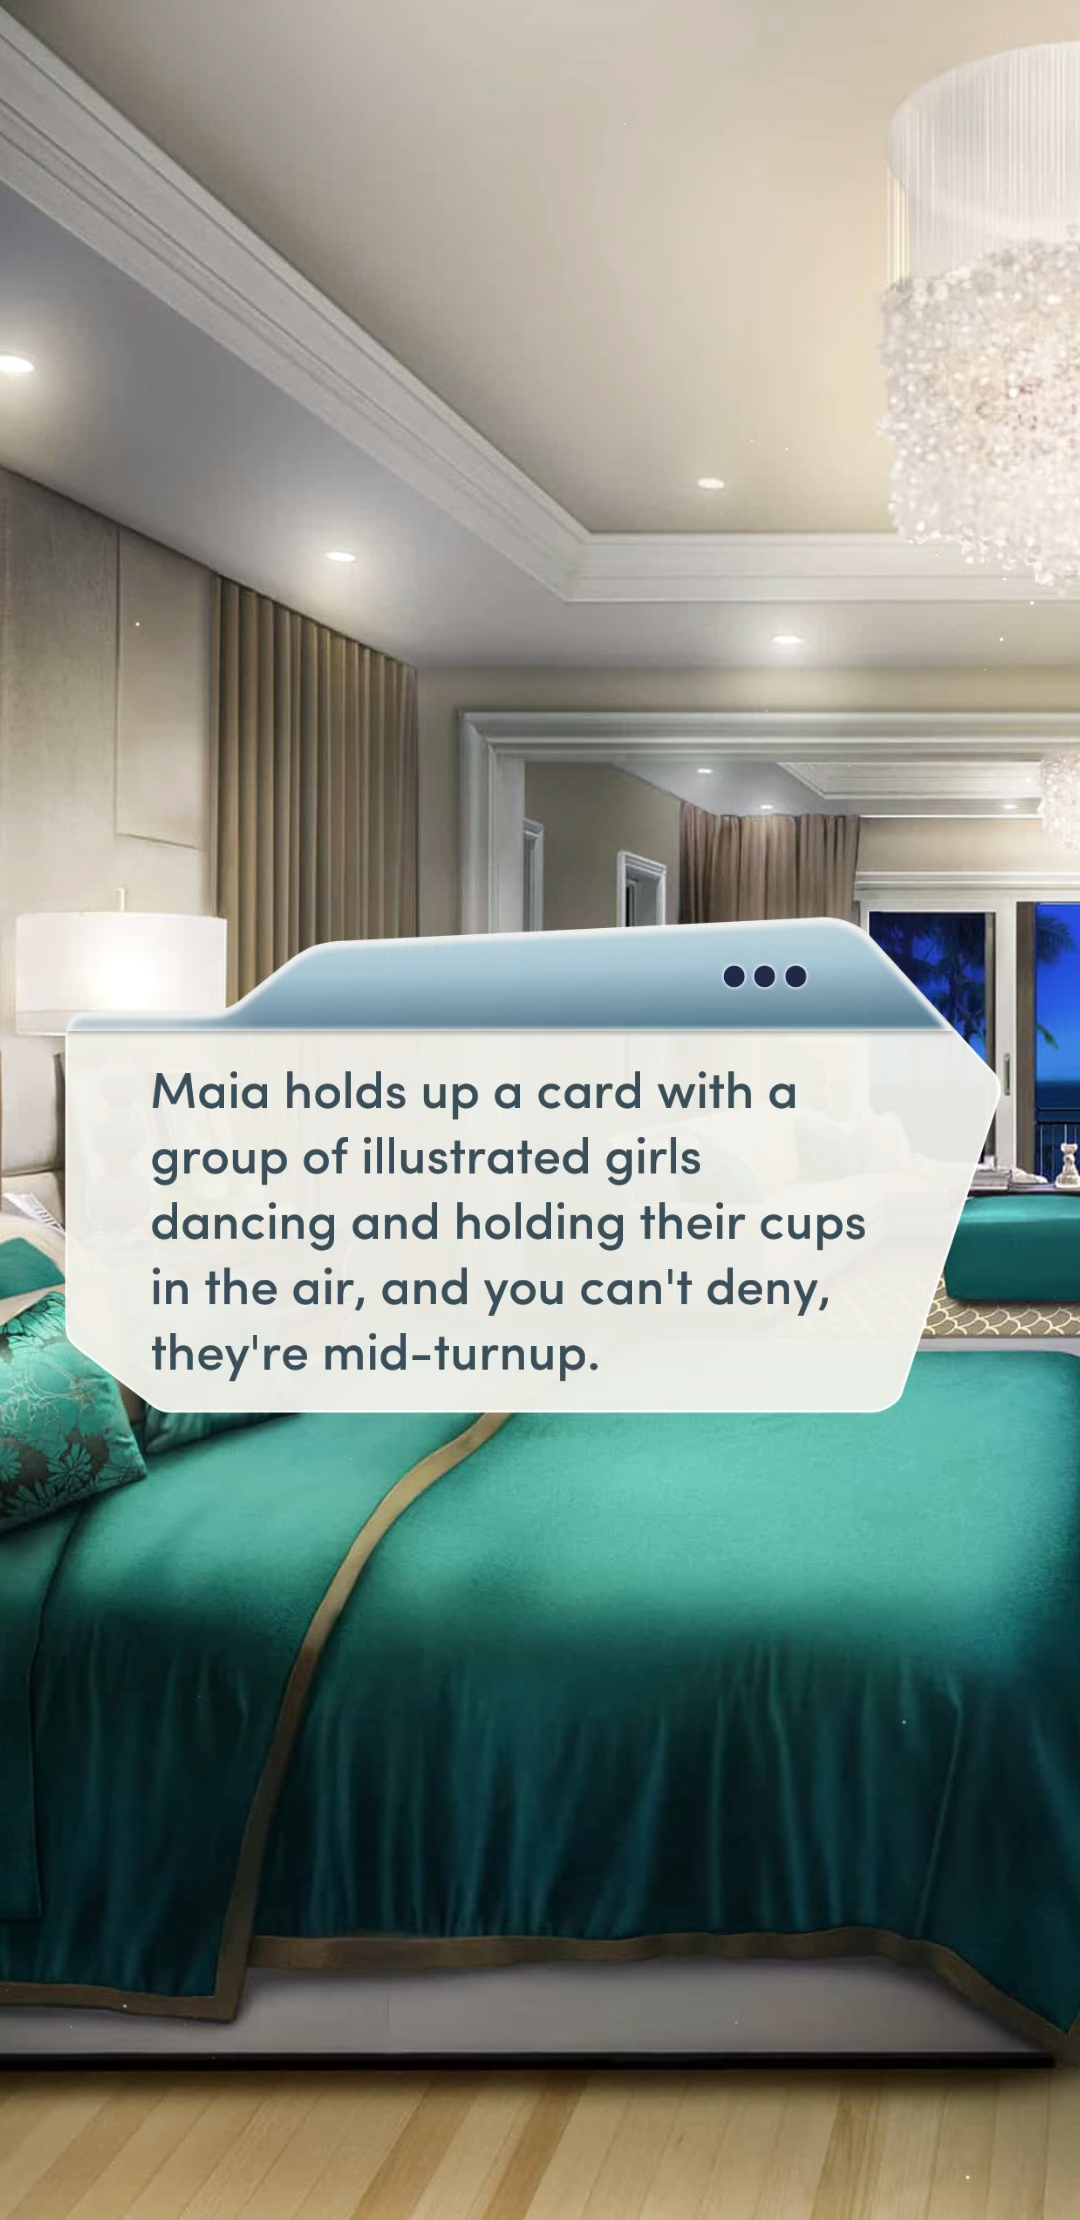 Maia holds up a card with a
group of illustrated girls
dancing and holding their cups
in the air, and you can't deny,
they're mid-turnup.